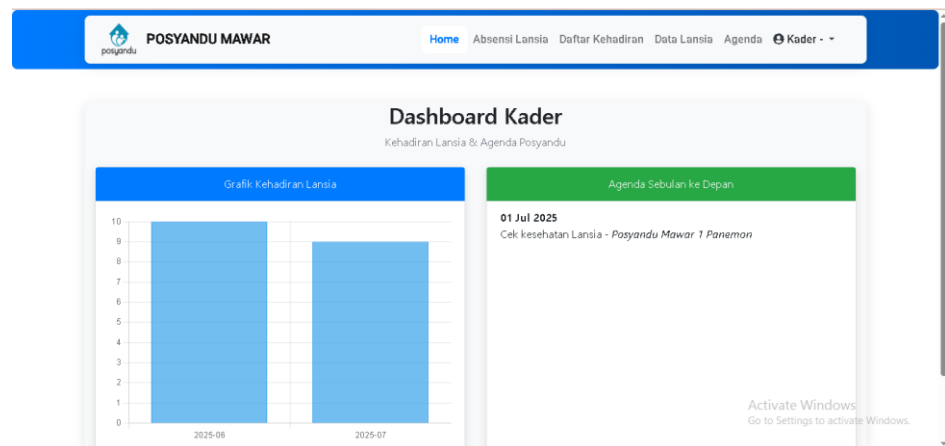 posyandu
POSYANDU MAWAR
Home Absensi Lansia Daftar Kehadiran Data Lansia Agenda Kader - 
Dashboard Kader
Kehadiran Lansia & Agenda Posyandu
Grafik Kehadiran Lansia
10
9
8
7
6
5
4
3
2
1
0
2025-06 2025-07
Agenda Sebulan ke Depan
01 Jul 2025
Cek kesehatan Lansia - Posyandu Mawar 1 Panemon
Activate Windows
Go to Settings to activate Windows.